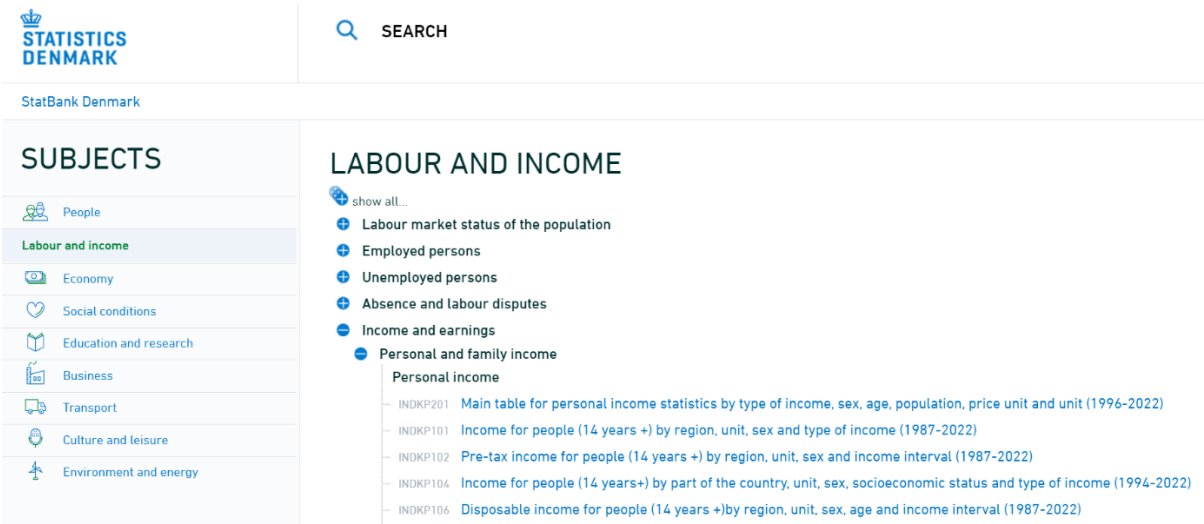 STATISTICS
DENMARK
SEARCH
StatBank Denmark
SUBJECTS
People
Labour and income
Economy
Social conditions
Education and research
Business
Transport
Culture and leisure
Environment and energy
LABOUR AND INCOME
show all...
Labour market status of the population
Employed persons
Unemployed persons
Absence and labour disputes
Income and earnings
Personal and family income
Personal income
INDKP201 Main table for personal income statistics by type of income, sex, age, population, price unit and unit (1996-2022)
INDKP101 Income for people (14 years +) by region, unit, sex and type of income (1987-2022)
INDKP102 Pre-tax income for people (14 years +) by region, unit, sex and income interval (1987-2022)
INDKP104 Income for people (14 years+) by part of the country, unit, sex, socioeconomic status and type of income (1994-2022)
INDKP106 Disposable income for people (14 years +)by region, unit, sex, age and income interval (1987-2022)